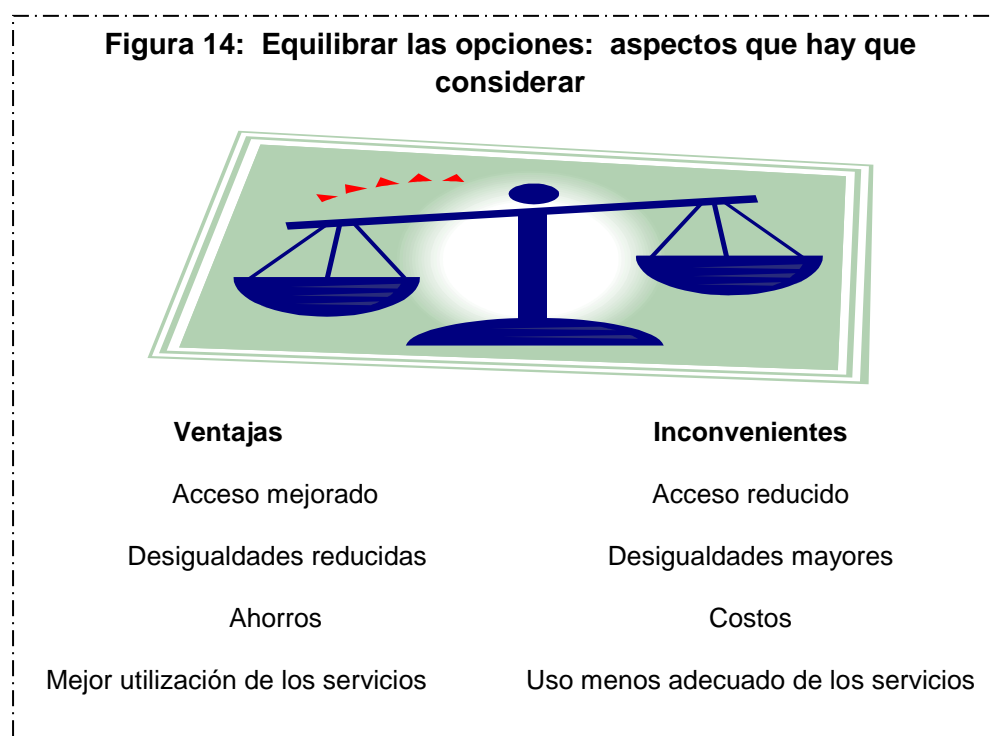 Figura 14:  Equilibrar las opciones:  aspectos que hay que
considerar
Ventajas
Inconvenientes
Acceso mejorado
Acceso reducido
Desigualdades reducidas
Desigualdades mayores
Ahorros
Costos
Mejor utilización de los servicios
Uso menos adecuado de los servicios